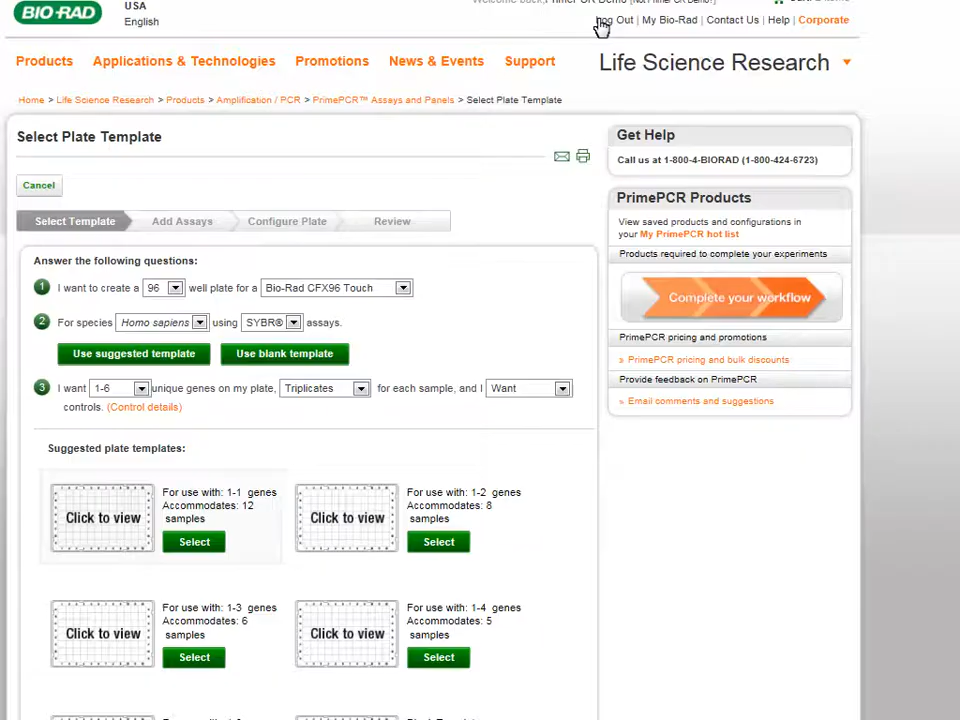 BIO-RAD
USA
English
Log Out | My Bio-Rad | Contact Us | Help | Corporate
Products Applications & Technologies Promotions News & Events Support
Life Science Research
Home > Life Science Research > Products > Amplification / PCR > PrimePCR™ Assays and Panels > Select Plate Template
Select Plate Template
Cancel
Select Template Add Assays Configure Plate Review
Answer the following questions:
1 I want to create a 96 well plate for a Bio-Rad CFX96 Touch
2 For species Homo sapiens using SYBR® assays.
Use suggested template Use blank template
3 I want 1-6 unique genes on my plate, Triplicates for each sample, and I Want
controls. (Control details)
Suggested plate templates:
Click to view
For use with: 1-1 genes
Accommodates: 12
samples
Select
Click to view
For use with: 1-2 genes
Accommodates: 8
samples
Select
Click to view
For use with: 1-3 genes
Accommodates: 6
samples
Select
Click to view
For use with: 1-4 genes
Accommodates: 5
samples
Select
Get Help
Call us at 1-800-4-BIORAD (1-800-424-6723)
PrimePCR Products
View saved products and configurations in
your My PrimePCR hot list
Products required to complete your experiments
Complete your workflow
PrimePCR pricing and promotions
» PrimePCR pricing and bulk discounts
Provide feedback on PrimePCR
» Email comments and suggestions